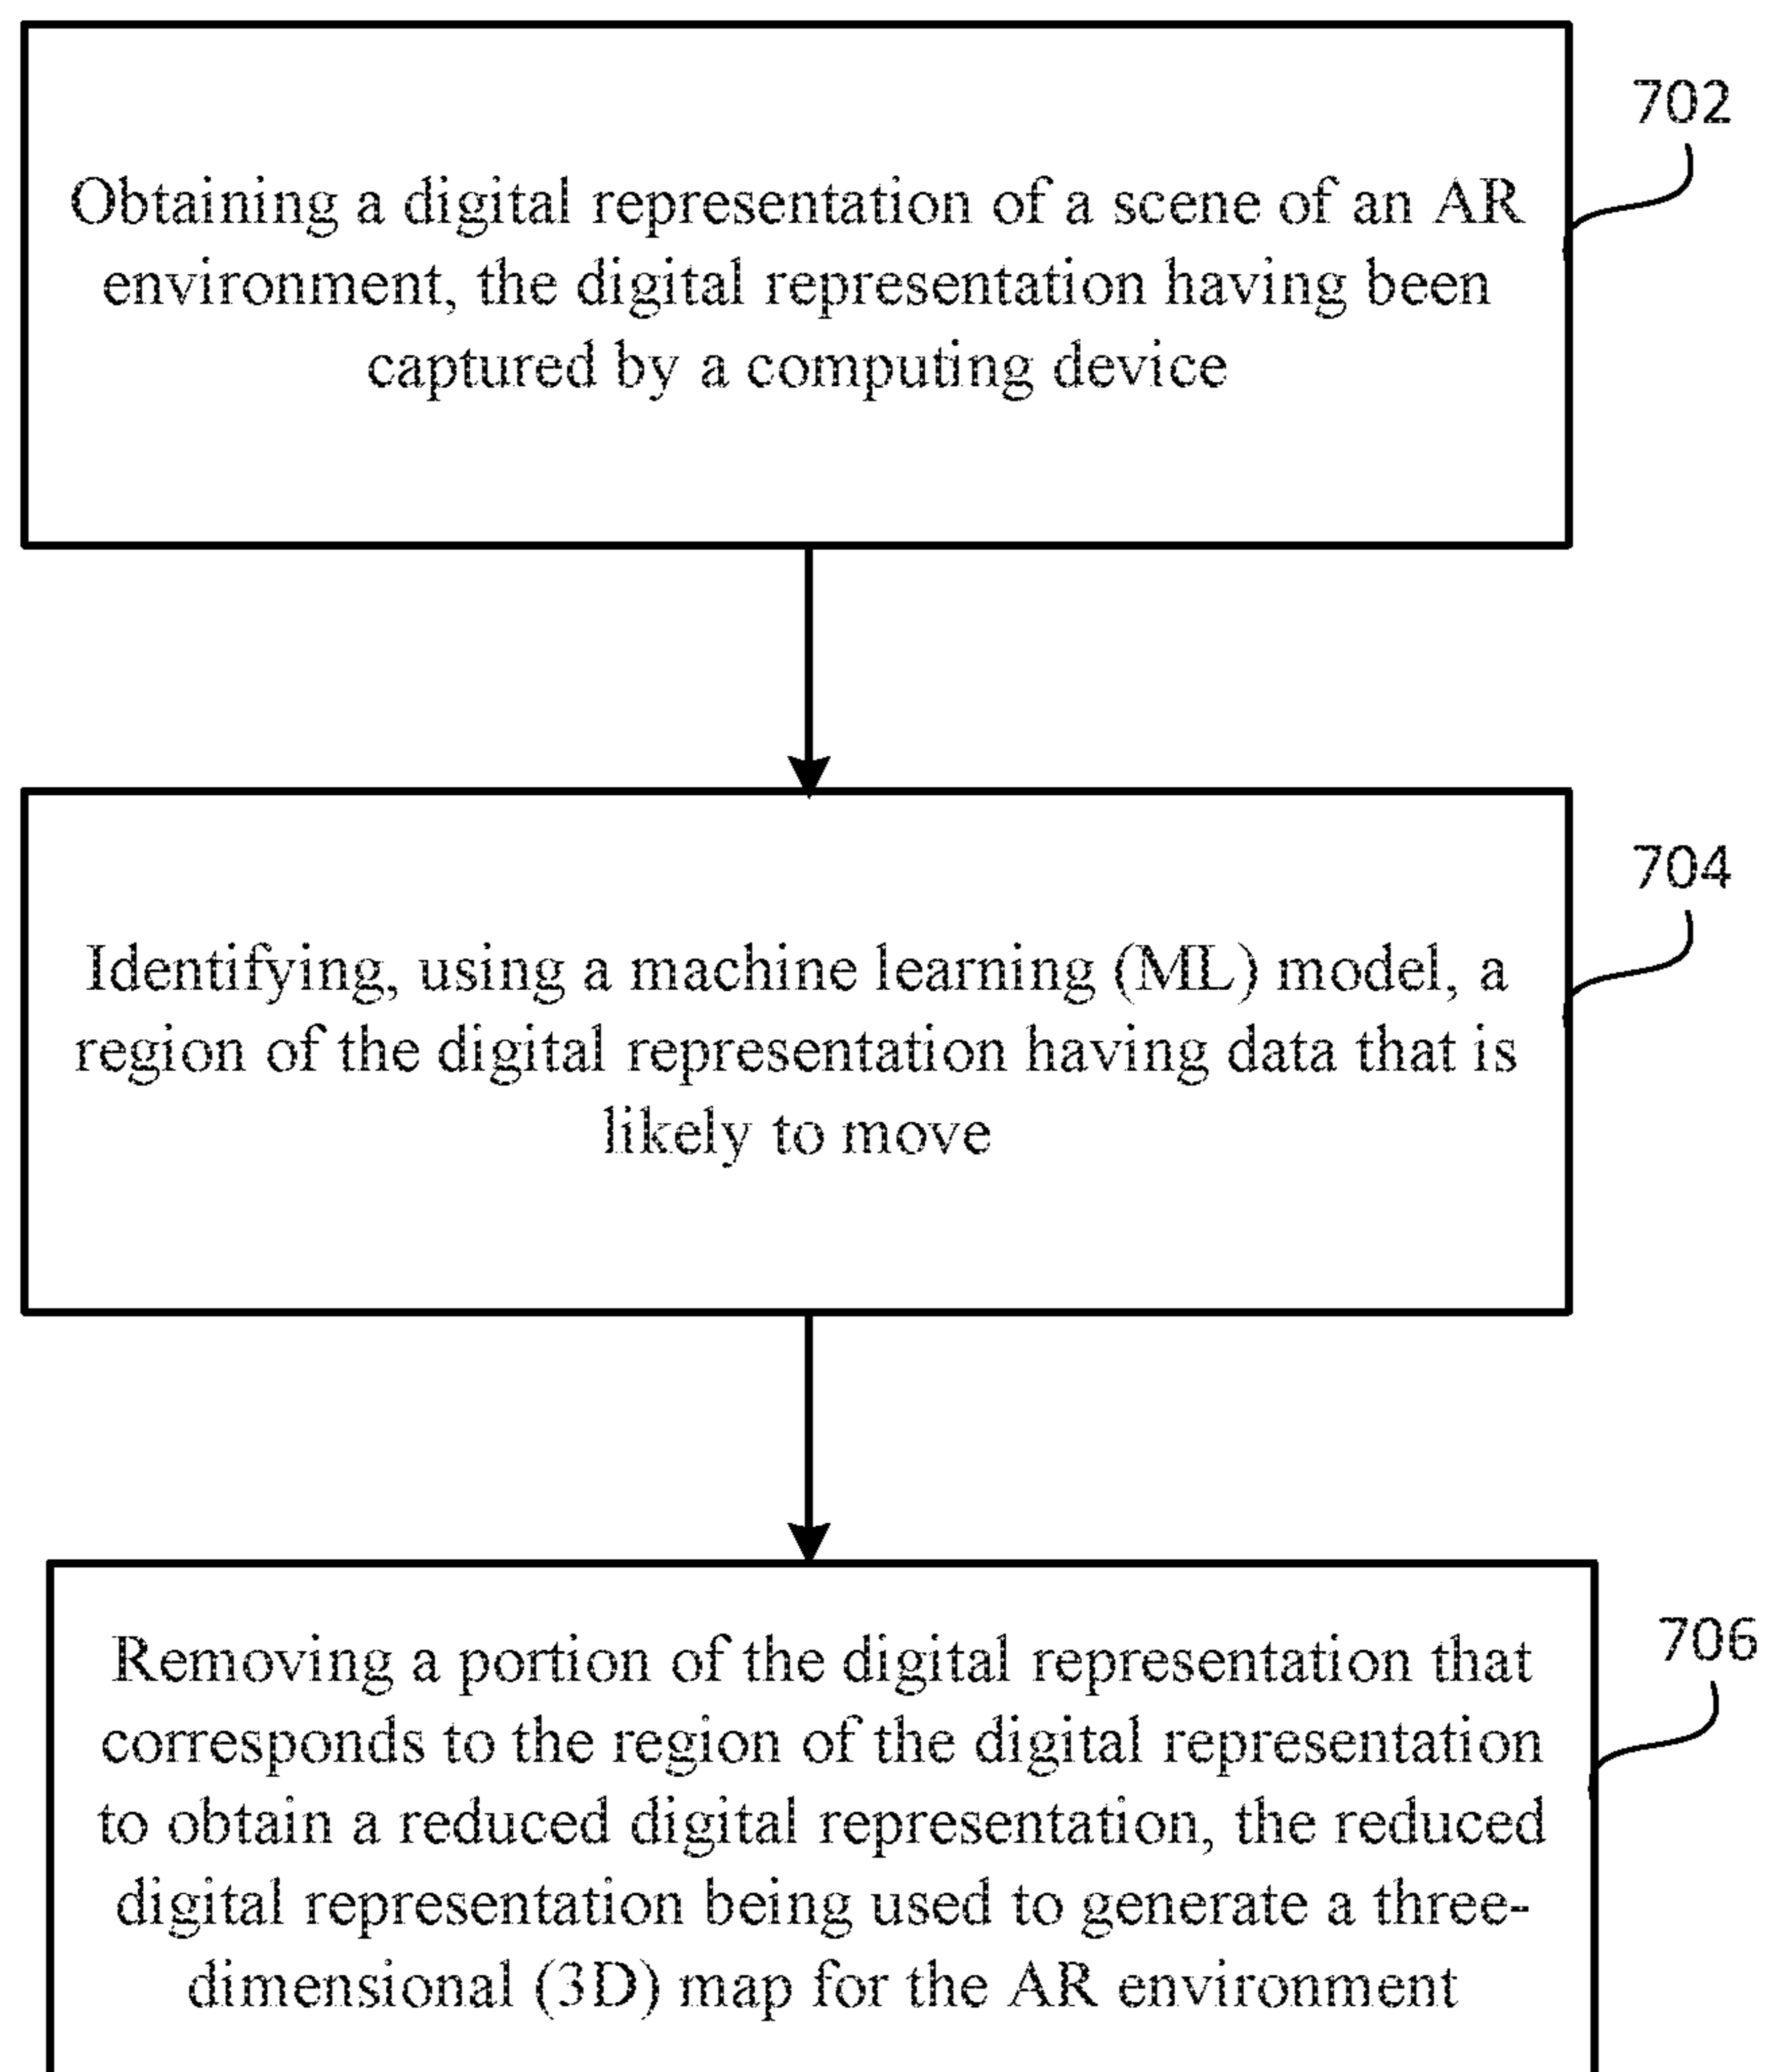 702
Obtaining a digital representation of a scene of an AR
environment, the digital representation having been
captured by a computing device
704
Identifying, using a machine learning (ML) model, a
region of the digital representation having data that is
likely to move
706
Removing a portion of the digital representation that
corresponds to the region of the digital representation
to obtain a reduced digital representation, the reduced
digital representation being used to generate a three-
dimensional (3D) map for the AR environment